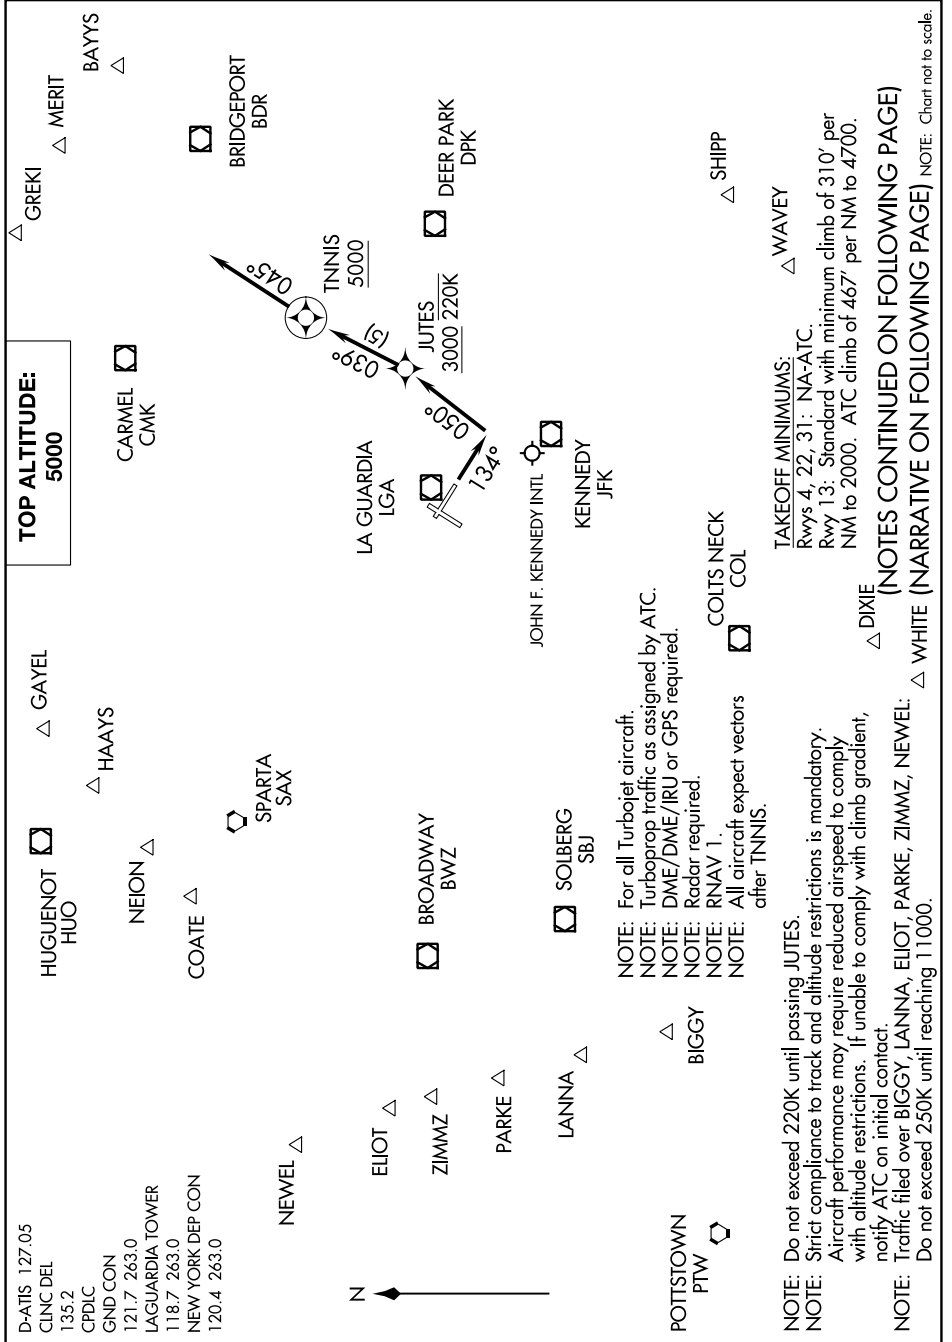 D-ATIS 127.05
CLNC DEL
135.2
CPDLC
GND CON
121.7 263.0
LAGUARDIA TOWER
118.7 263.0
NEW YORK DEP CON
120.4 263.0
TOP ALTITUDE:
5000
GREKI
MERIT
BAYYS
HUGUENOT
HUO
GAYEL
HAAYS
NEION
COATE
SPARTA
SAX
CARMEL
CMK
BRIDGEPORT
BDR
045°
TNNIS
5000
(5)
039°
JUTES
3000 220K
050°
134°
DEER PARK
DPK
LA GUARDIA
LGA
JOHN F. KENNEDY INTL
KENNEDY
JFK
NEWEL
ELIOT
ZIMMZ
PARKE
LANNA
BIGGY
BROADWAY
BWZ
SOLBERG
SBJ
N
POTTSTOWN
PTW
COLTS NECK
COL
SHIPP
WAVEY
DIXIE
WHITE
NOTE: For all Turbojet aircraft.
NOTE: Turboprop traffic as assigned by ATC.
NOTE: DME/DME/IRU or GPS required.
NOTE: Radar required.
NOTE: RNAV 1.
NOTE: All aircraft expect vectors
after TNNIS.
NOTE: Do not exceed 220K until passing JUTES.
NOTE: Strict compliance to track and altitude restrictions is mandatory.
Aircraft performance may require reduced airspeed to comply
with altitude restrictions. If unable to comply with climb gradient,
notify ATC on initial contact.
NOTE: Traffic filed over BIGGY, LANNA, ELIOT, PARKE, ZIMMZ, NEWEL:
Do not exceed 250K until reaching 11000.
TAKEOFF MINIMUMS:
Rwys 4, 22, 31: NA-ATC.
Rwy 13: Standard with minimum climb of 310' per
NM to 2000. ATC climb of 467' per NM to 4700.
(NOTES CONTINUED ON FOLLOWING PAGE)
(NARRATIVE ON FOLLOWING PAGE)
NOTE: Chart not to scale.